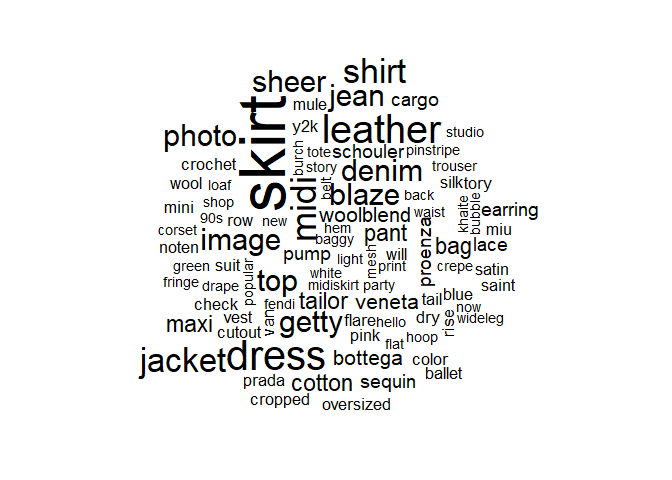 shirt
sheer
jean
cargo
mule
skirt
leather
y2k
photo
studio
burch
tote
schouler
pinstripe
crochet
story
denim
trouser
wool
loaf
midi
belt
blaze
back
silk
tory
mini
shop
90s
row
new
woolblend
waist
khaite
bubble
earring
corset
hem
pant
miu
noten
image
baggy
proenza
bag
lace
pump
light
mesh
will
green
suit
popular
white
print
crepe
satin
fringe
drape
top
midiskirt
party
saint
check
van
fendi
tailor
veneta
tail
blue
now
maxi
vest
getty
flare
hello
dry
rise
wideleg
cutout
pink
flat
hoop
jacket
dress
bottega
color
ballet
prada
cotton
sequin
cropped
oversized